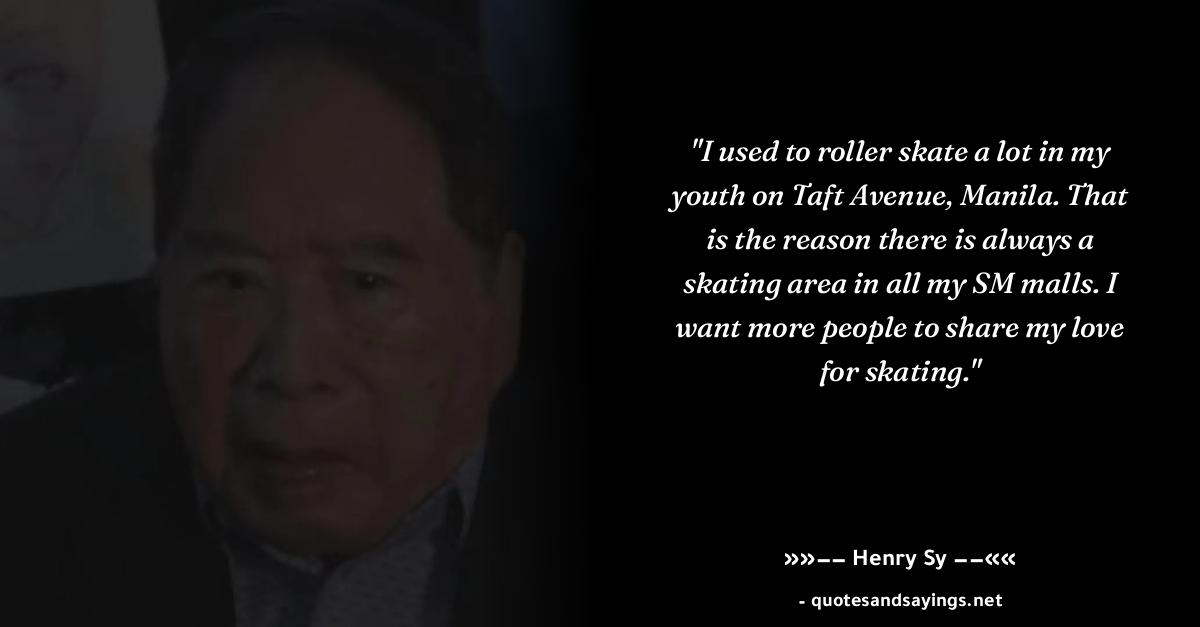 "I used to roller skate a lot in my
youth on Taft Avenue, Manila. That
is the reason there is always a
skating area in all my SM malls. I
want more people to share my love
for skating."
»»−− Henry Sy −−««
- quotesandsayings.net